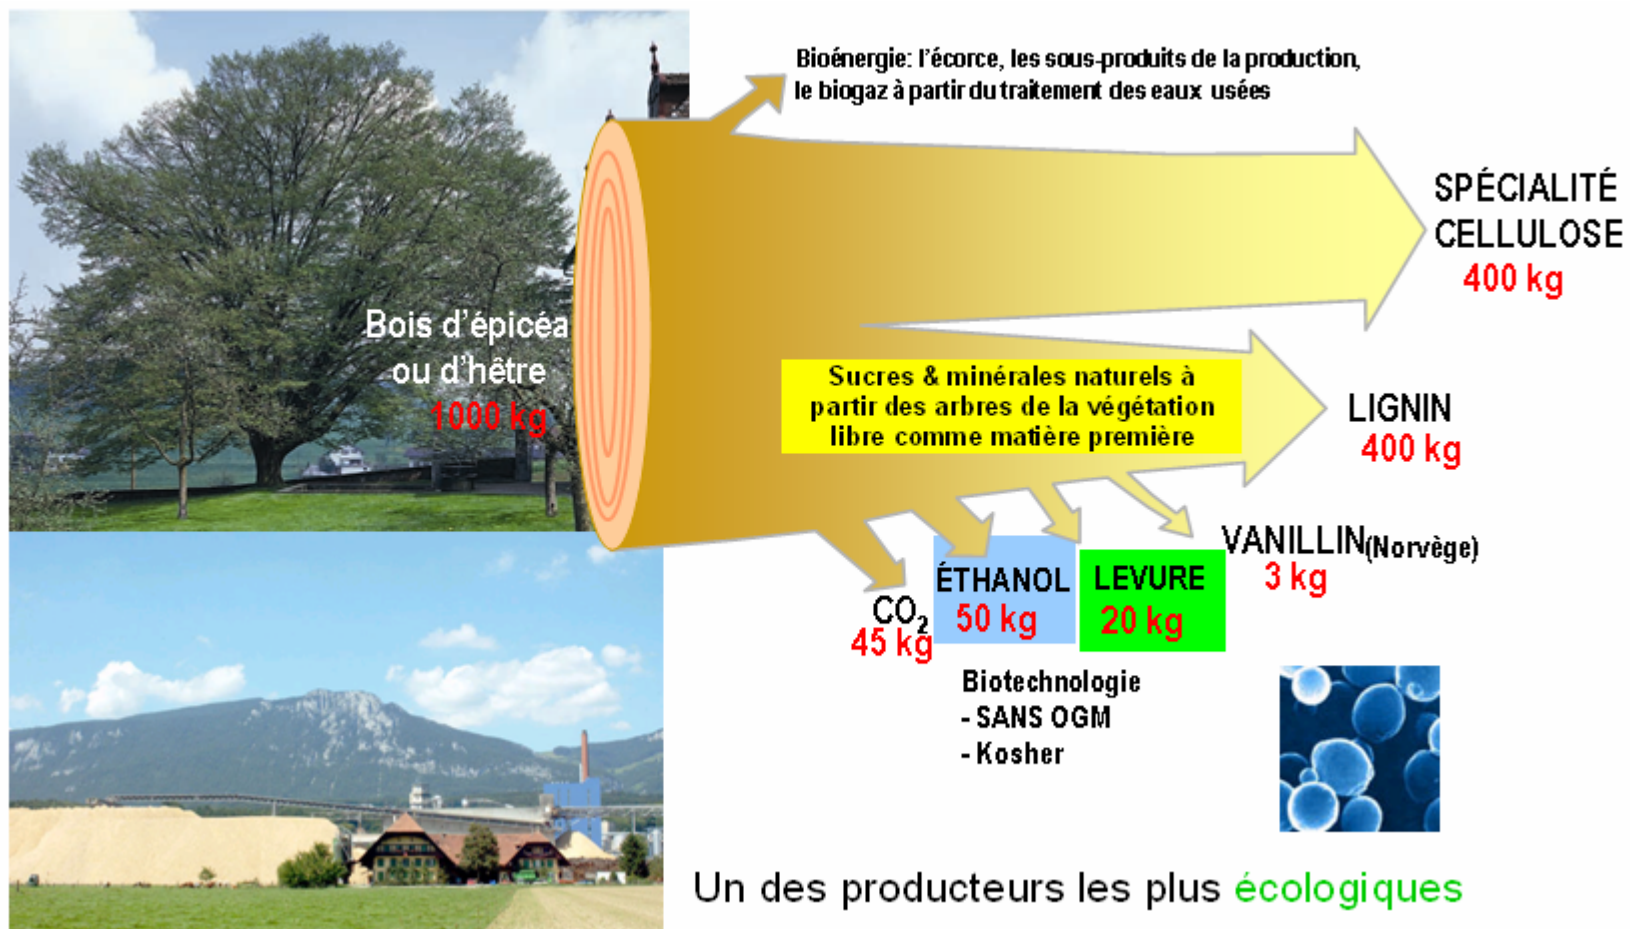 Bioénergie: l'écorce, les sous-produits de la production,
le biogaz à partir du traitement des eaux usées
SPÉCIALITÉ
CELLULOSE
400 kg
Bois d'épicéa
ou d'hêtre
1000 kg
Sucres & minérales naturels à
partir des arbres de la végétation
libre comme matière première
LIGNIN
400 kg
VANILLIN(Norvège)
3 kg
CO₂
45 kg
ÉTHANOL
50 kg
LEVURE
20 kg
Biotechnologie
- SANS OGM
- Kosher
Un des producteurs les plus écologiques